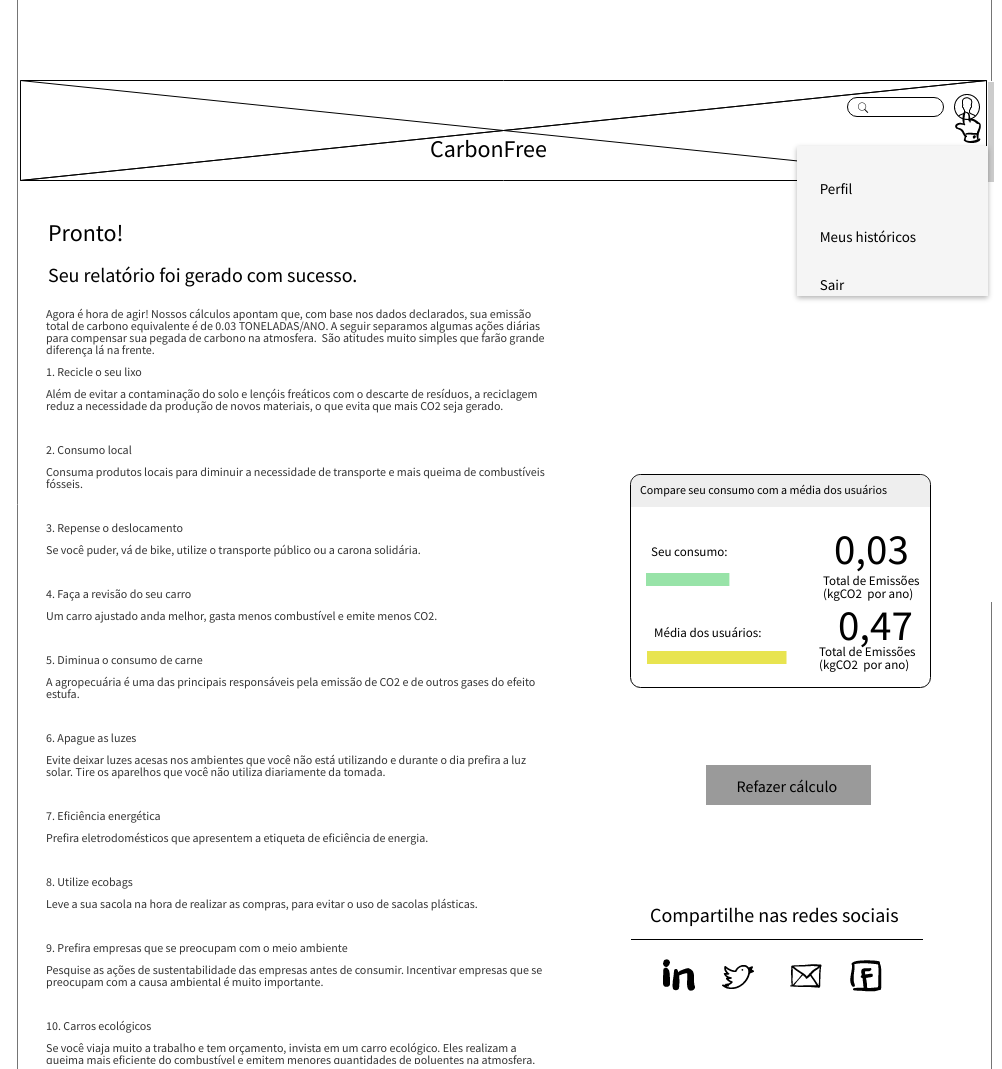 CarbonFree
Perfil
Meus históricos
Sair
Pronto!
Seu relatório foi gerado com sucesso.
Agora é hora de agir! Nossos cálculos apontam que, com base nos dados declarados, sua emissão
total de carbono equivalente é de 0.03 TONELADAS/ANO. A seguir separamos algumas ações diárias
para compensar sua pegada de carbono na atmosfera.  São atitudes muito simples que farão grande
diferença lá na frente.
1. Recicle o seu lixo
Além de evitar a contaminação do solo e lençóis freáticos com o descarte de resíduos, a reciclagem
reduz a necessidade da produção de novos materiais, o que evita que mais CO2 seja gerado.
2. Consumo local
Consuma produtos locais para diminuir a necessidade de transporte e mais queima de combustíveis
fósseis.
3. Repense o deslocamento
Se você puder, vá de bike, utilize o transporte público ou a carona solidária.
4. Faça a revisão do seu carro
Um carro ajustado anda melhor, gasta menos combustível e emite menos CO2.
5. Diminua o consumo de carne
A agropecuária é uma das principais responsáveis pela emissão de CO2 e de outros gases do efeito
estufa.
6. Apague as luzes
Evite deixar luzes acesas nos ambientes que você não está utilizando e durante o dia prefira a luz
solar. Tire os aparelhos que você não utiliza diariamente da tomada.
7. Eficiência energética
Prefira eletrodomésticos que apresentem a etiqueta de eficiência de energia.
8. Utilize ecobags
Leve a sua sacola na hora de realizar as compras, para evitar o uso de sacolas plásticas.
9. Prefira empresas que se preocupam com o meio ambiente
Pesquise as ações de sustentabilidade das empresas antes de consumir. Incentivar empresas que se
preocupam com a causa ambiental é muito importante.
10. Carros ecológicos
Se você viaja muito a trabalho e tem orçamento, invista em um carro ecológico. Eles realizam a
queima mais eficiente do combustível e emitem menores quantidades de poluentes na atmosfera.
Compare seu consumo com a média dos usuários
Seu consumo:
0,03
Total de Emissões
(kgCO2  por ano)
Média dos usuários:
0,47
Total de Emissões
(kgCO2  por ano)
Refazer cálculo
Compartilhe nas redes sociais
in
F